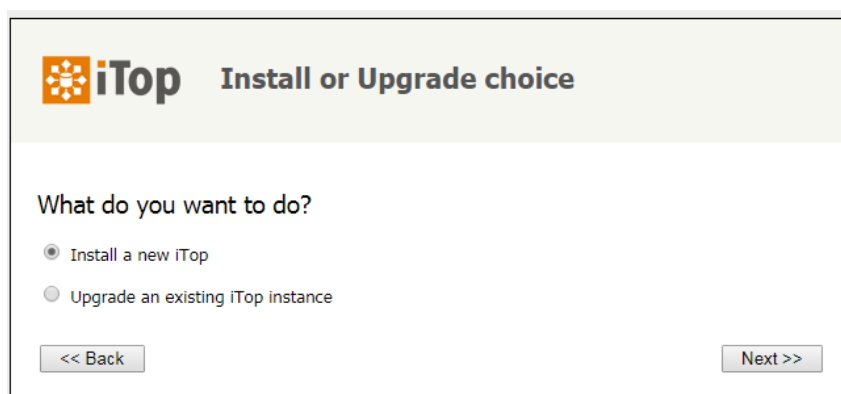 iTop Install or Upgrade choice
What do you want to do?
Install a new iTop
Upgrade an existing iTop instance
<< Back Next >>